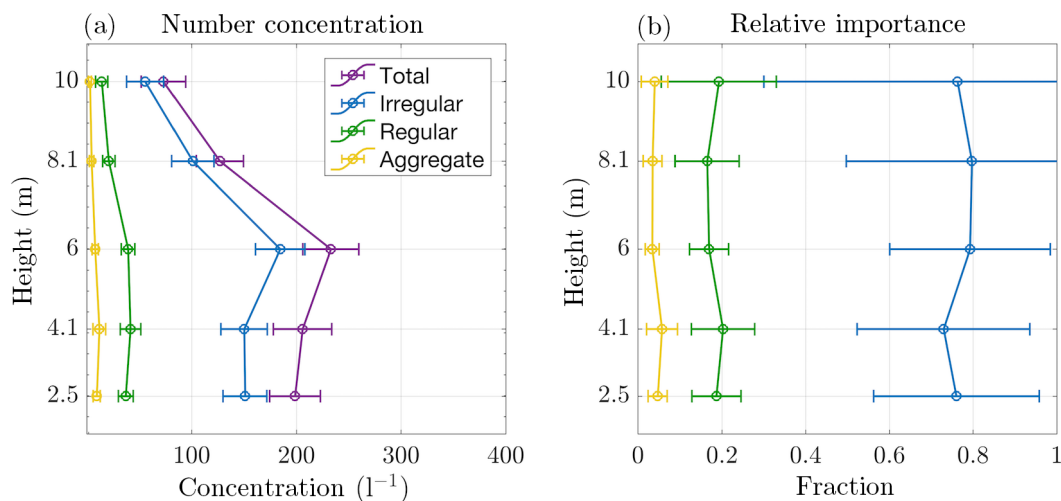 (a) Number concentration
10
8.1
6
4.1
2.5
Height (m)
Total
Irregular
Regular
Aggregate
100 200 300 400
Concentration (l⁻¹)
(b) Relative importance
10
8.1
6
4.1
2.5
Height (m)
0 0.2 0.4 0.6 0.8 1
Fraction